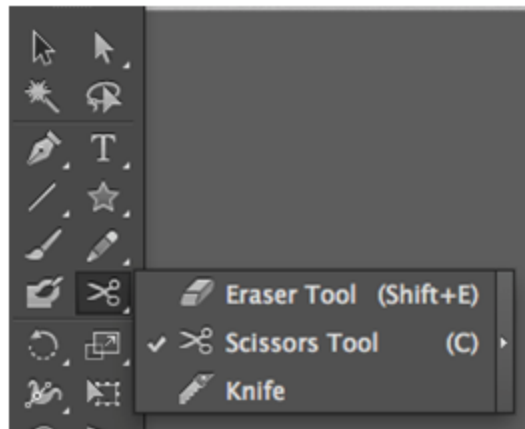 T
Eraser Tool (Shift+E)
Scissors Tool (C)
Knife